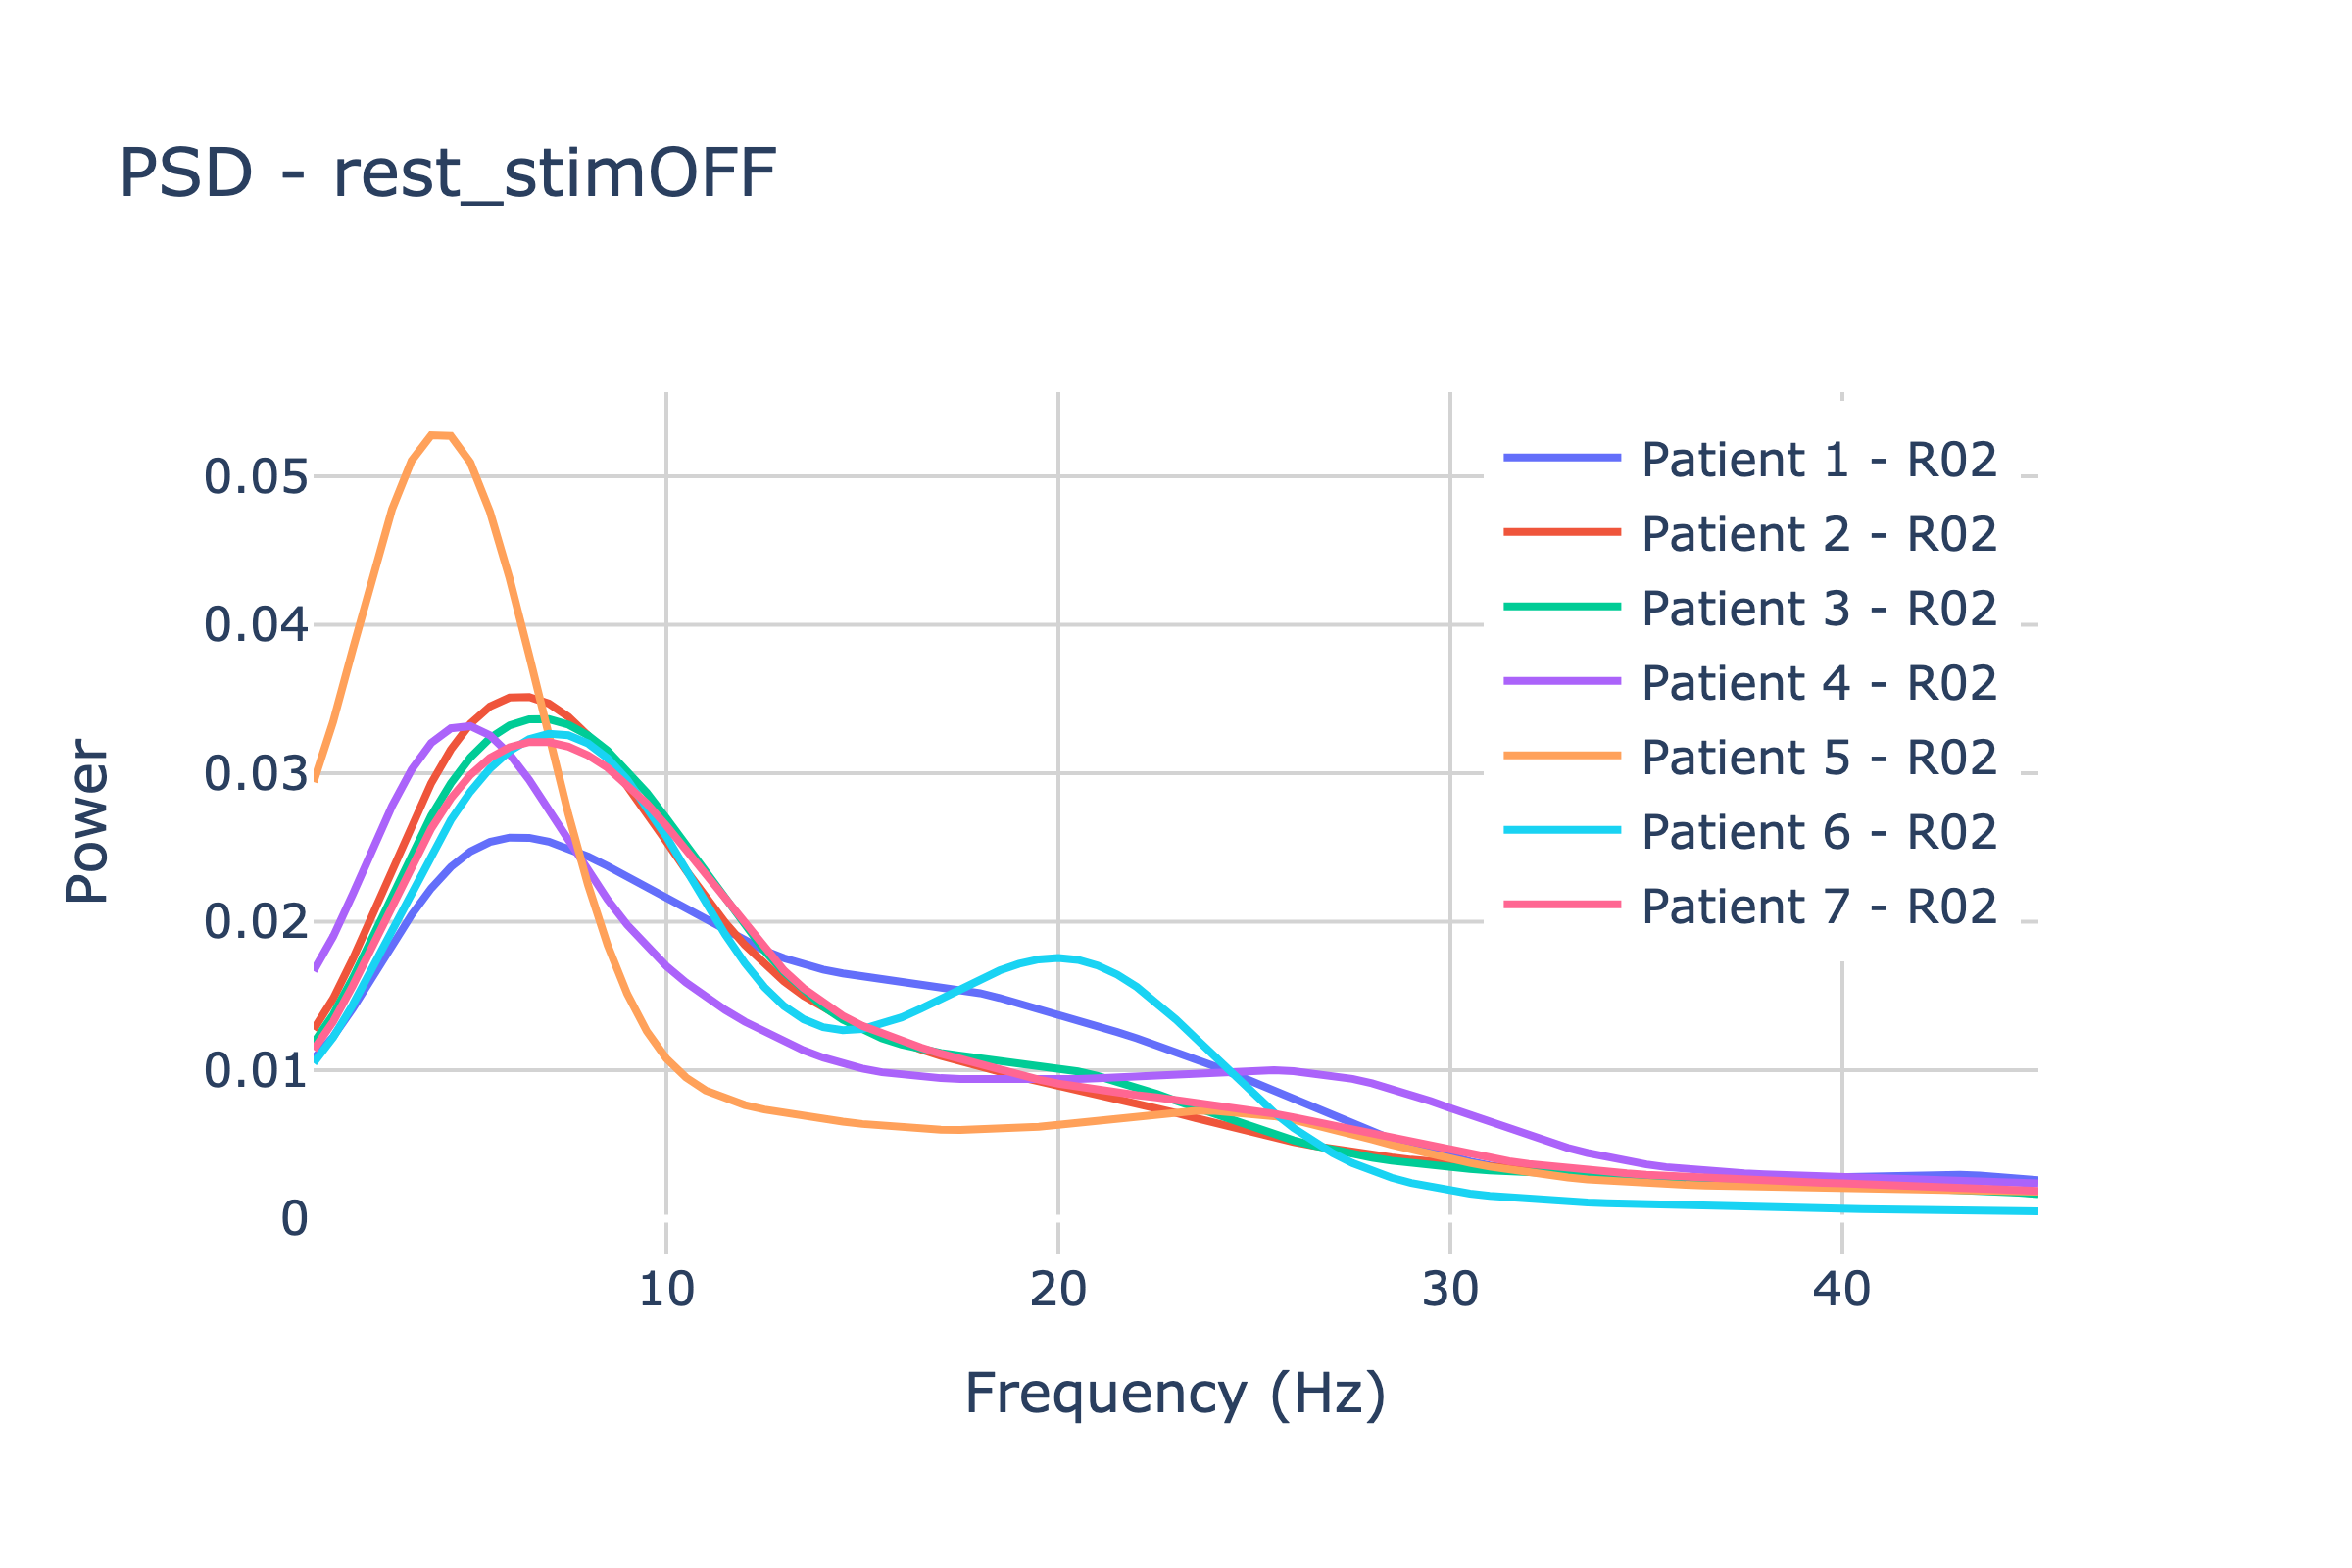 PSD - rest_stimOFF
0.05
0.04
0.03
0.02
0.01
0
Power
Patient 1 - R02
Patient 2 - R02
Patient 3 - R02
Patient 4 - R02
Patient 5 - R02
Patient 6 - R02
Patient 7 - R02
10 20 30 40
Frequency (Hz)